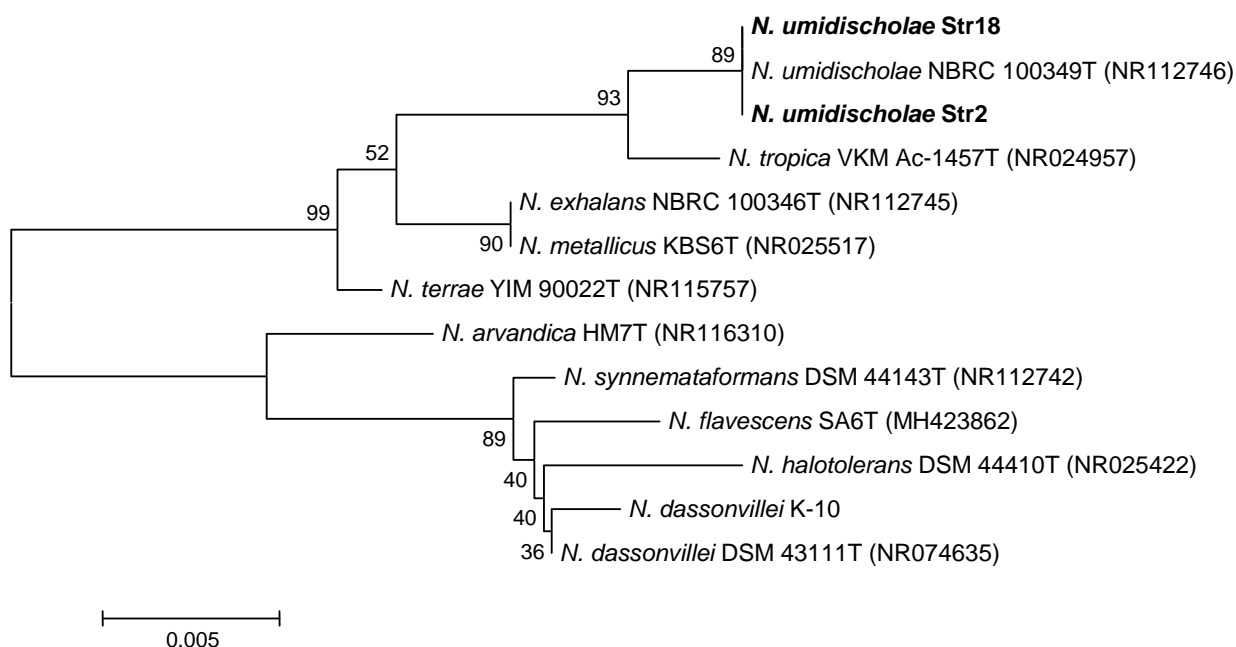 N. umidischolae Str18
89
N. umidischolae NBRC 100349T (NR112746)
93
N. umidischolae Str2
52
N. tropica VKM Ac-1457T (NR024957)
N. exhalans NBRC 100346T (NR112745)
99
90
N. metallicus KBS6T (NR025517)
N. terrae YIM 90022T (NR115757)
N. arvandica HM7T (NR116310)
N. synnemataformans DSM 44143T (NR112742)
N. flavescens SA6T (MH423862)
89
N. halotolerans DSM 44410T (NR025422)
40
N. dassonvillei K-10
40
36
N. dassonvillei DSM 43111T (NR074635)
0.005